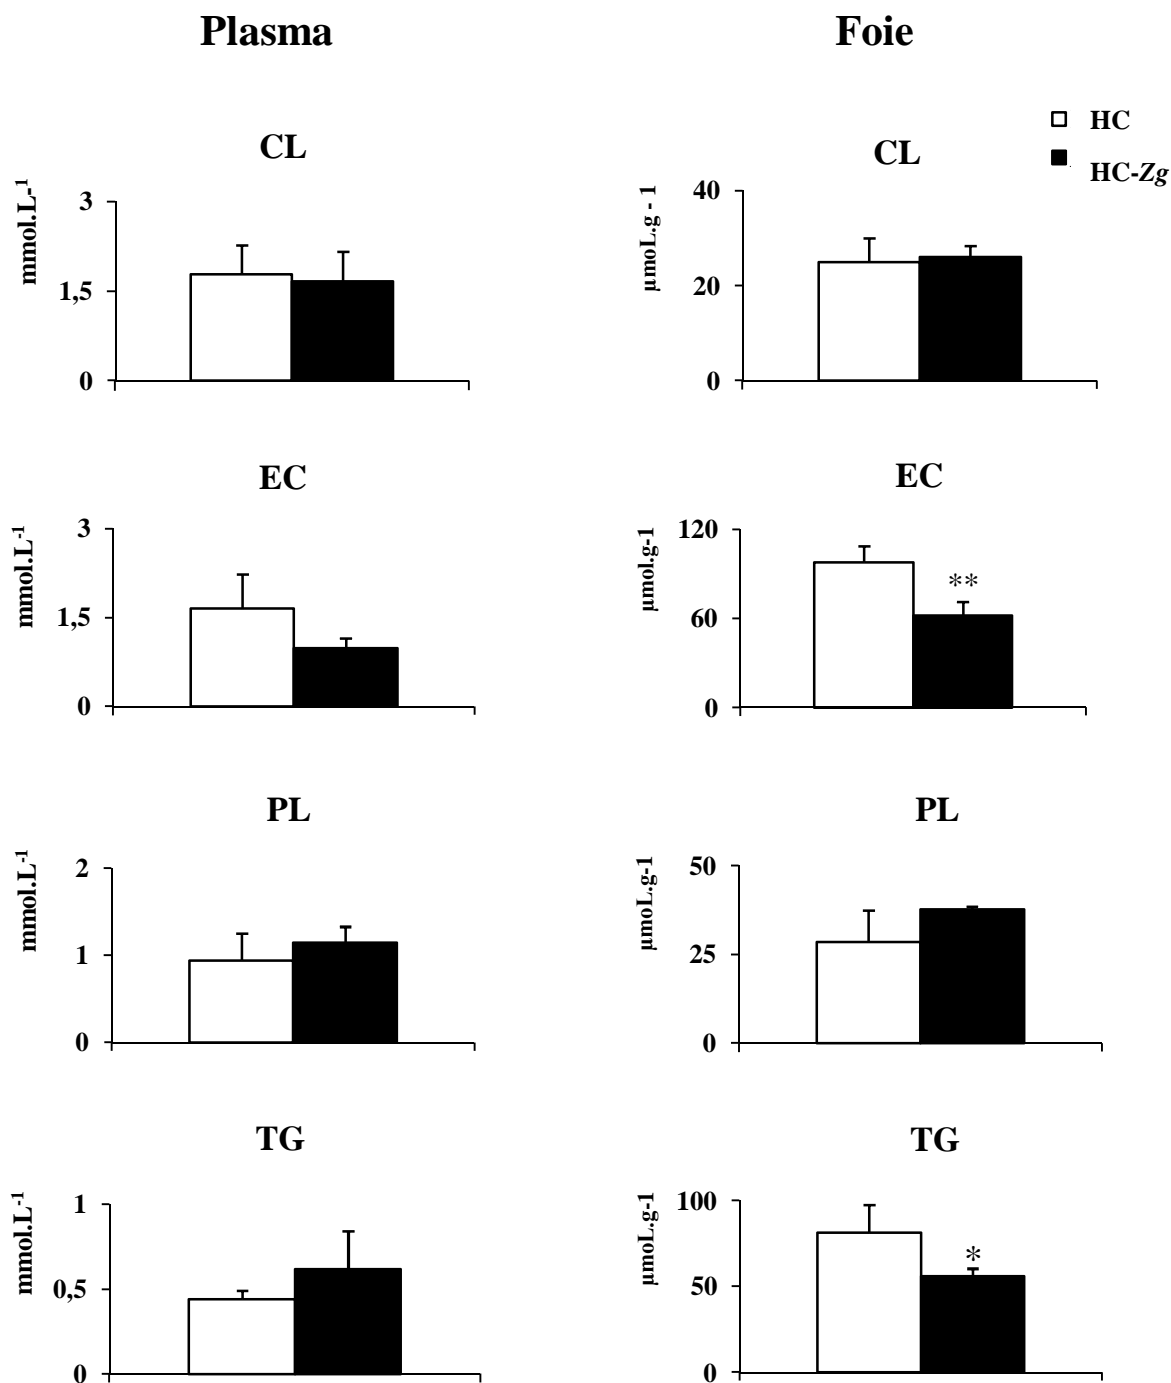 Plasma
Foie
HC
HC-Zg
CL
mmol.L-1
3
1,5
0
CL
µmoL.g - 1
40
20
0
EC
mmol.L-1
3
1,5
0
EC
µmol.g-1
120
60
0
**
PL
mmol.L-1
2
1
0
PL
µmoL.g-1
50
25
0
TG
mmol.L-1
1
0,5
0
TG
µmoL.g-1
100
50
0
*